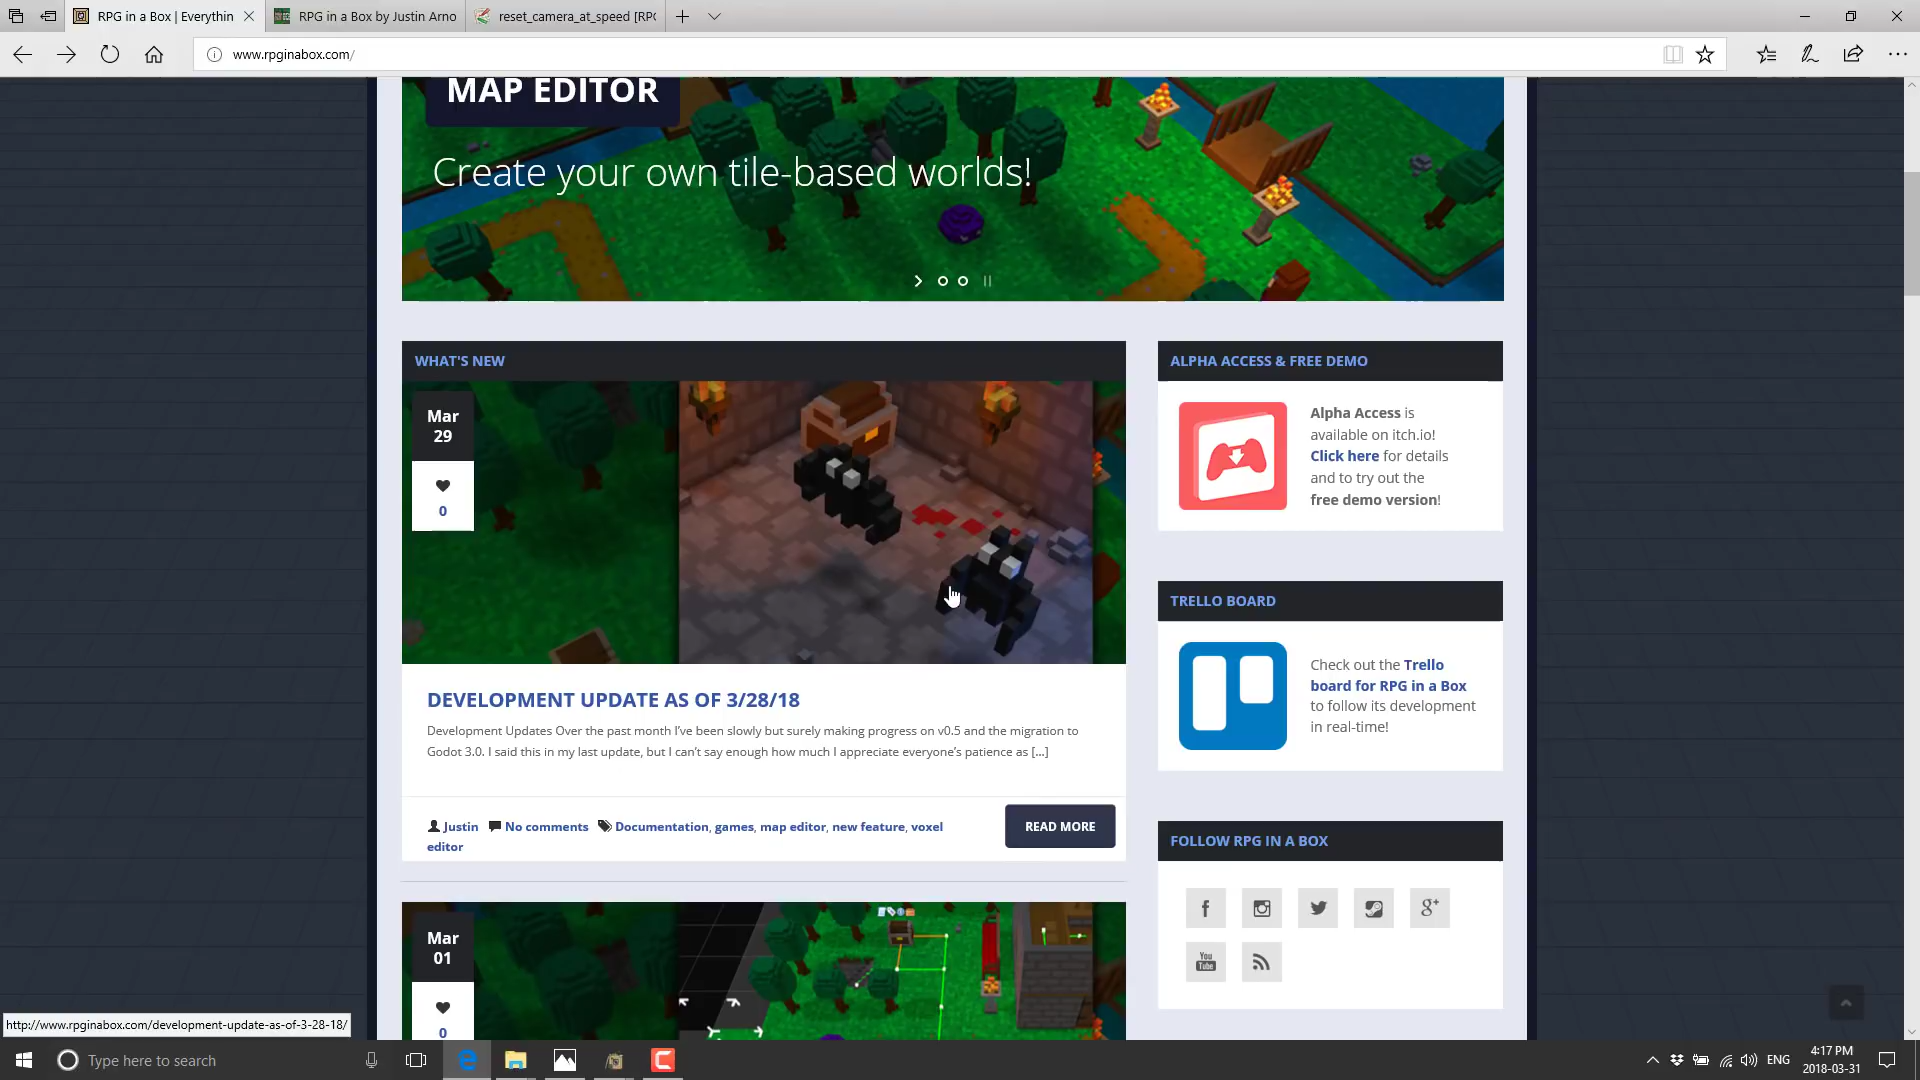 RPG in a Box | Everythin
RPG in a Box by Justin Arno
reset_camera_at_speed [RPG
www.rpginabox.com/
MAP EDITOR
Create your own tile-based worlds!
WHAT'S NEW
Mar
29
0
DEVELOPMENT UPDATE AS OF 3/28/18
Development Updates Over the past month I've been slowly but surely making progress on v0.5 and the migration to
Godot 3.0. I said this in my last update, but I can't say enough how much I appreciate everyone's patience as [...]
Justin No comments Documentation, games, map editor, new feature, voxel
editor
READ MORE
Mar
01
0
ALPHA ACCESS & FREE DEMO
Alpha Access is
available on itch.io!
Click here for details
and to try out the
free demo version!
TRELLO BOARD
Check out the Trello
board for RPG in a Box
to follow its development
in real-time!
FOLLOW RPG IN A BOX
f
g+
You
Tube
http://www.rpginabox.com/development-update-as-of-3-28-18/
Type here to search
ENG
4:17 PM
2018-03-31